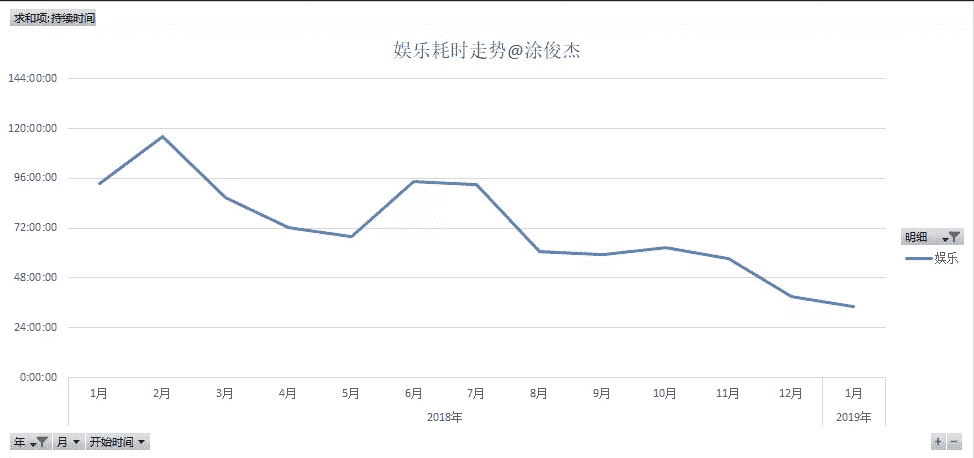 求和项:持续时间
娱乐耗时走势@涂俊杰
144:00:00
120:00:00
96:00:00
72:00:00
48:00:00
24:00:00
0:00:00
明细
娱乐
1月 2月 3月 4月 5月 6月 7月 8月 9月 10月 11月 12月 1月
2018年 2019年
年 月 开始时间
+ −